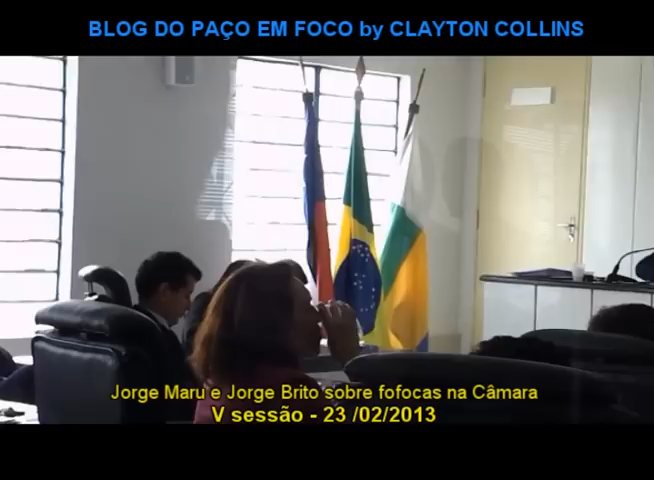 BLOG DO PAÇO EM FOCO by CLAYTON COLLINS
Jorge Maru e Jorge Brito sobre fofocas na Câmara
V sessão - 23 /02/2013